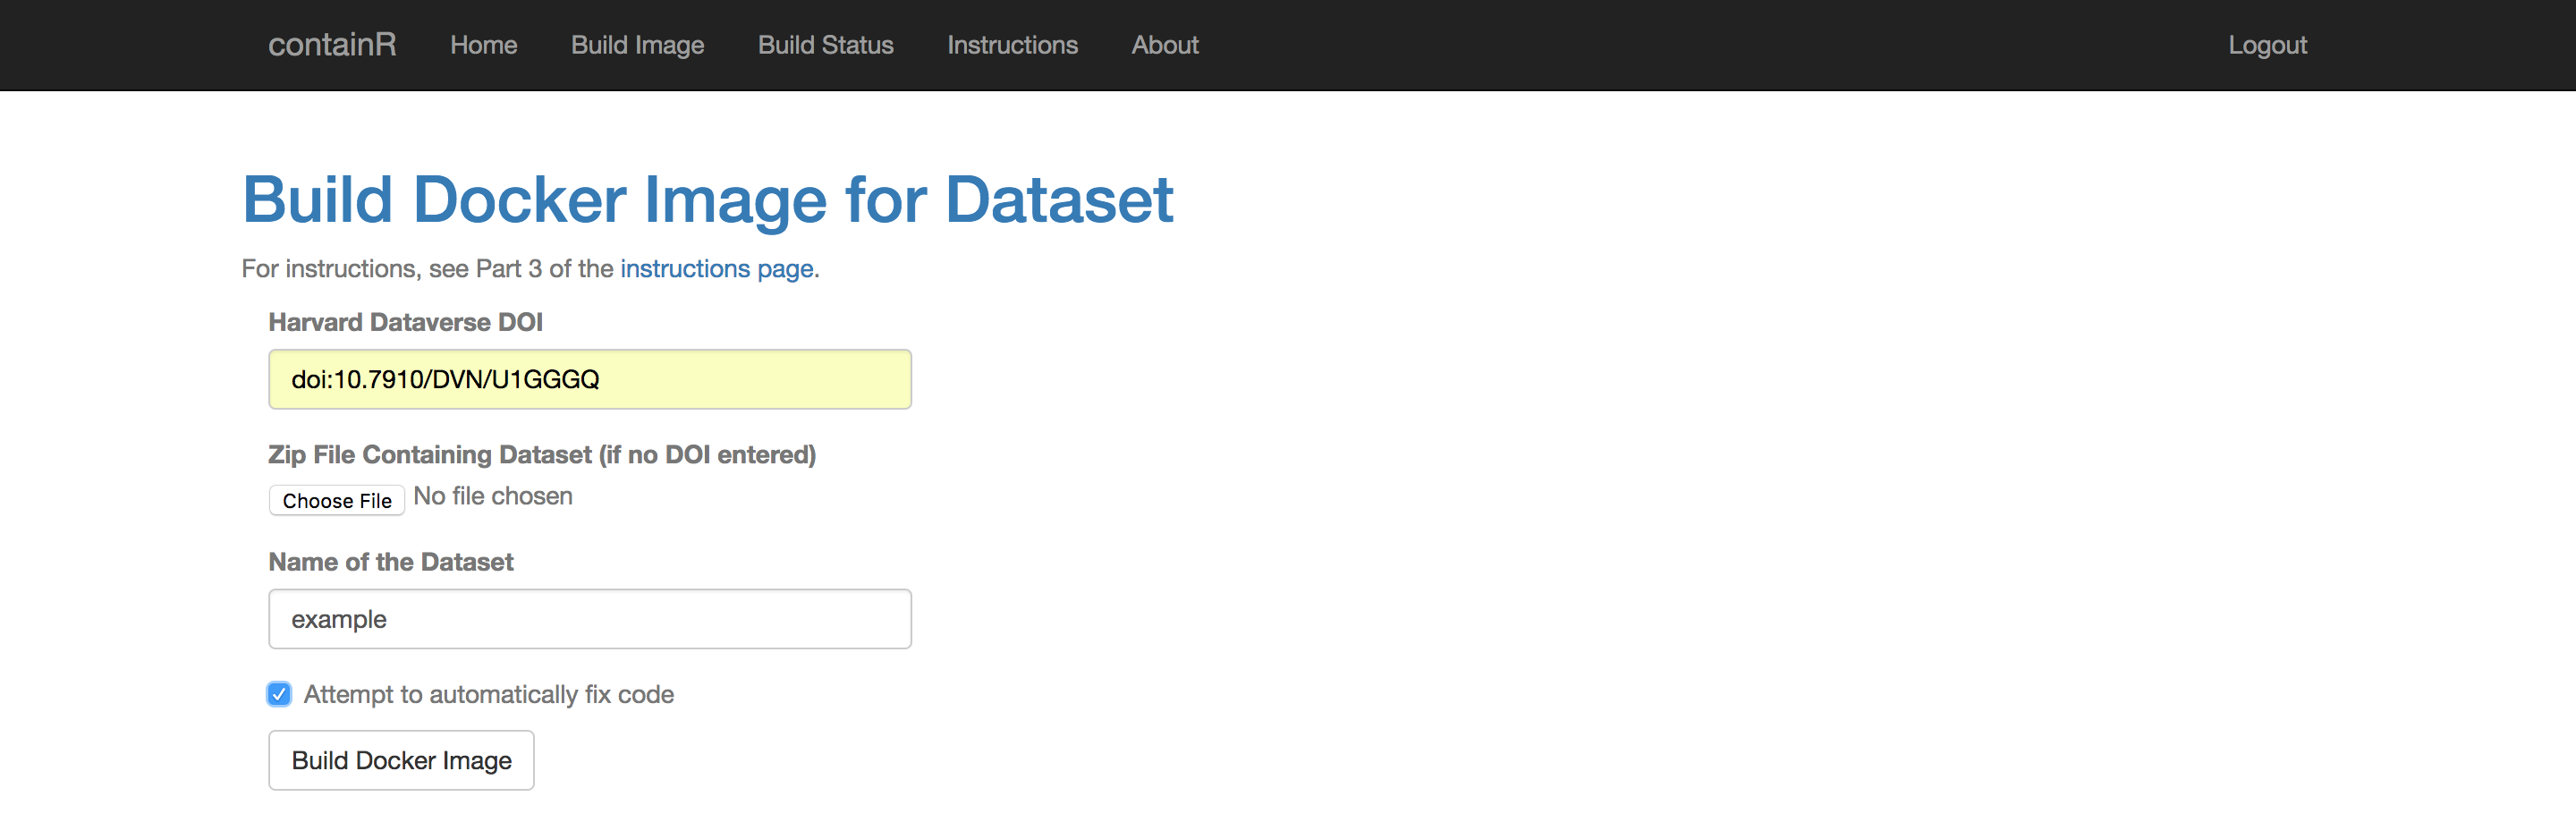 containR Home Build Image Build Status Instructions About Logout
Build Docker Image for Dataset
For instructions, see Part 3 of the instructions page.
Harvard Dataverse DOI
doi:10.7910/DVN/U1GGGQ
Zip File Containing Dataset (if no DOI entered)
Choose File No file chosen
Name of the Dataset
example
Attempt to automatically fix code
Build Docker Image